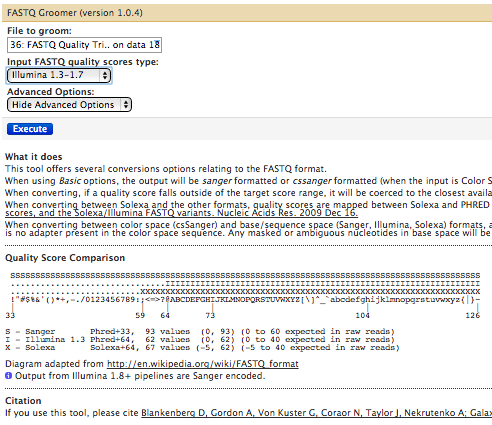 FASTQ Groomer (version 1.0.4)
File to groom:
36: FASTQ Quality Tri.. on data 18
Input FASTQ quality scores type:
Illumina 1.3-1.7
Advanced Options:
Hide Advanced Options
Execute
What it does
This tool offers several conversions options relating to the FASTQ format.
When using Basic options, the output will be sanger formatted or cssanger formatted (when the input is Color S
When converting, if a quality score falls outside of the target score range, it will be coerced to the closest availa
When converting between Solexa and the other formats, quality scores are mapped between Solexa and PHRED
scores, and the Solexa/Illumina FASTQ variants. Nucleic Acids Res. 2009 Dec 16.
When converting between color space (csSanger) and base/sequence space (Sanger, Illumina, Solexa) formats, a
is no adapter present in the color space sequence. Any masked or ambiguous nucleotides in base space will be
Quality Score Comparison
33 59 64 73 104 126
S - Sanger Phred+33, 93 values (0, 93) (0 to 60 expected in raw reads)
I - Illumina 1.3 Phred+64, 62 values (0, 62) (0 to 40 expected in raw reads)
X - Solexa Solexa+64, 67 values (-5, 62) (-5 to 40 expected in raw reads)
Diagram adapted from http://en.wikipedia.org/wiki/FASTQ_format
Output from Illumina 1.8+ pipelines are Sanger encoded.
Citation
If you use this tool, please cite Blankenberg D, Gordon A, Von Kuster G, Coraor N, Taylor J, Nekrutenko A; Galax